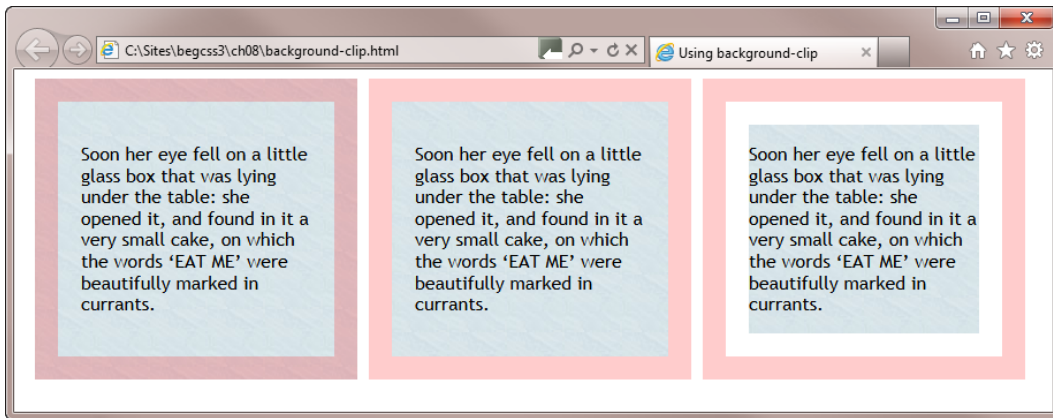 C:\Sites\begcss3\ch08\background-clip.html
Using background-clip
Soon her eye fell on a little
glass box that was lying
under the table: she
opened it, and found in it a
very small cake, on which
the words ‘EAT ME’ were
beautifully marked in
currants.
Soon her eye fell on a little
glass box that was lying
under the table: she
opened it, and found in it a
very small cake, on which
the words ‘EAT ME’ were
beautifully marked in
currants.
Soon her eye fell on a little
glass box that was lying
under the table: she
opened it, and found in it a
very small cake, on which
the words ‘EAT ME’ were
beautifully marked in
currants.